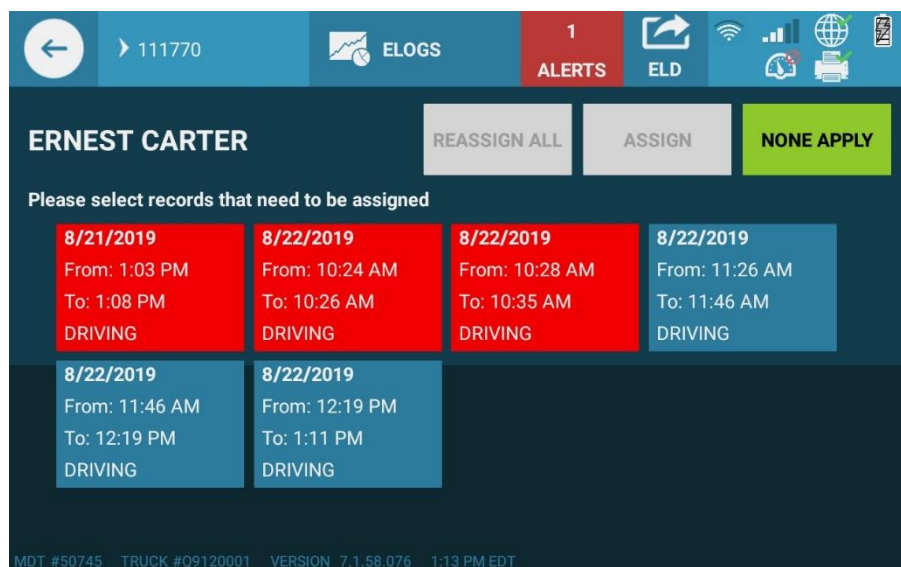 111770
ELOGS
1
ALERTS
ELD
ERNEST CARTER
REASSIGN ALL
ASSIGN
NONE APPLY
Please select records that need to be assigned
8/21/2019
From: 1:03 PM
To: 1:08 PM
DRIVING
8/22/2019
From: 10:24 AM
To: 10:26 AM
DRIVING
8/22/2019
From: 10:28 AM
To: 10:35 AM
DRIVING
8/22/2019
From: 11:26 AM
To: 11:46 AM
DRIVING
8/22/2019
From: 11:46 AM
To: 12:19 PM
DRIVING
8/22/2019
From: 12:19 PM
To: 1:11 PM
DRIVING
MDT #50745 TRUCK #O9120001 VERSION 7.1.58.076 1:13 PM EDT